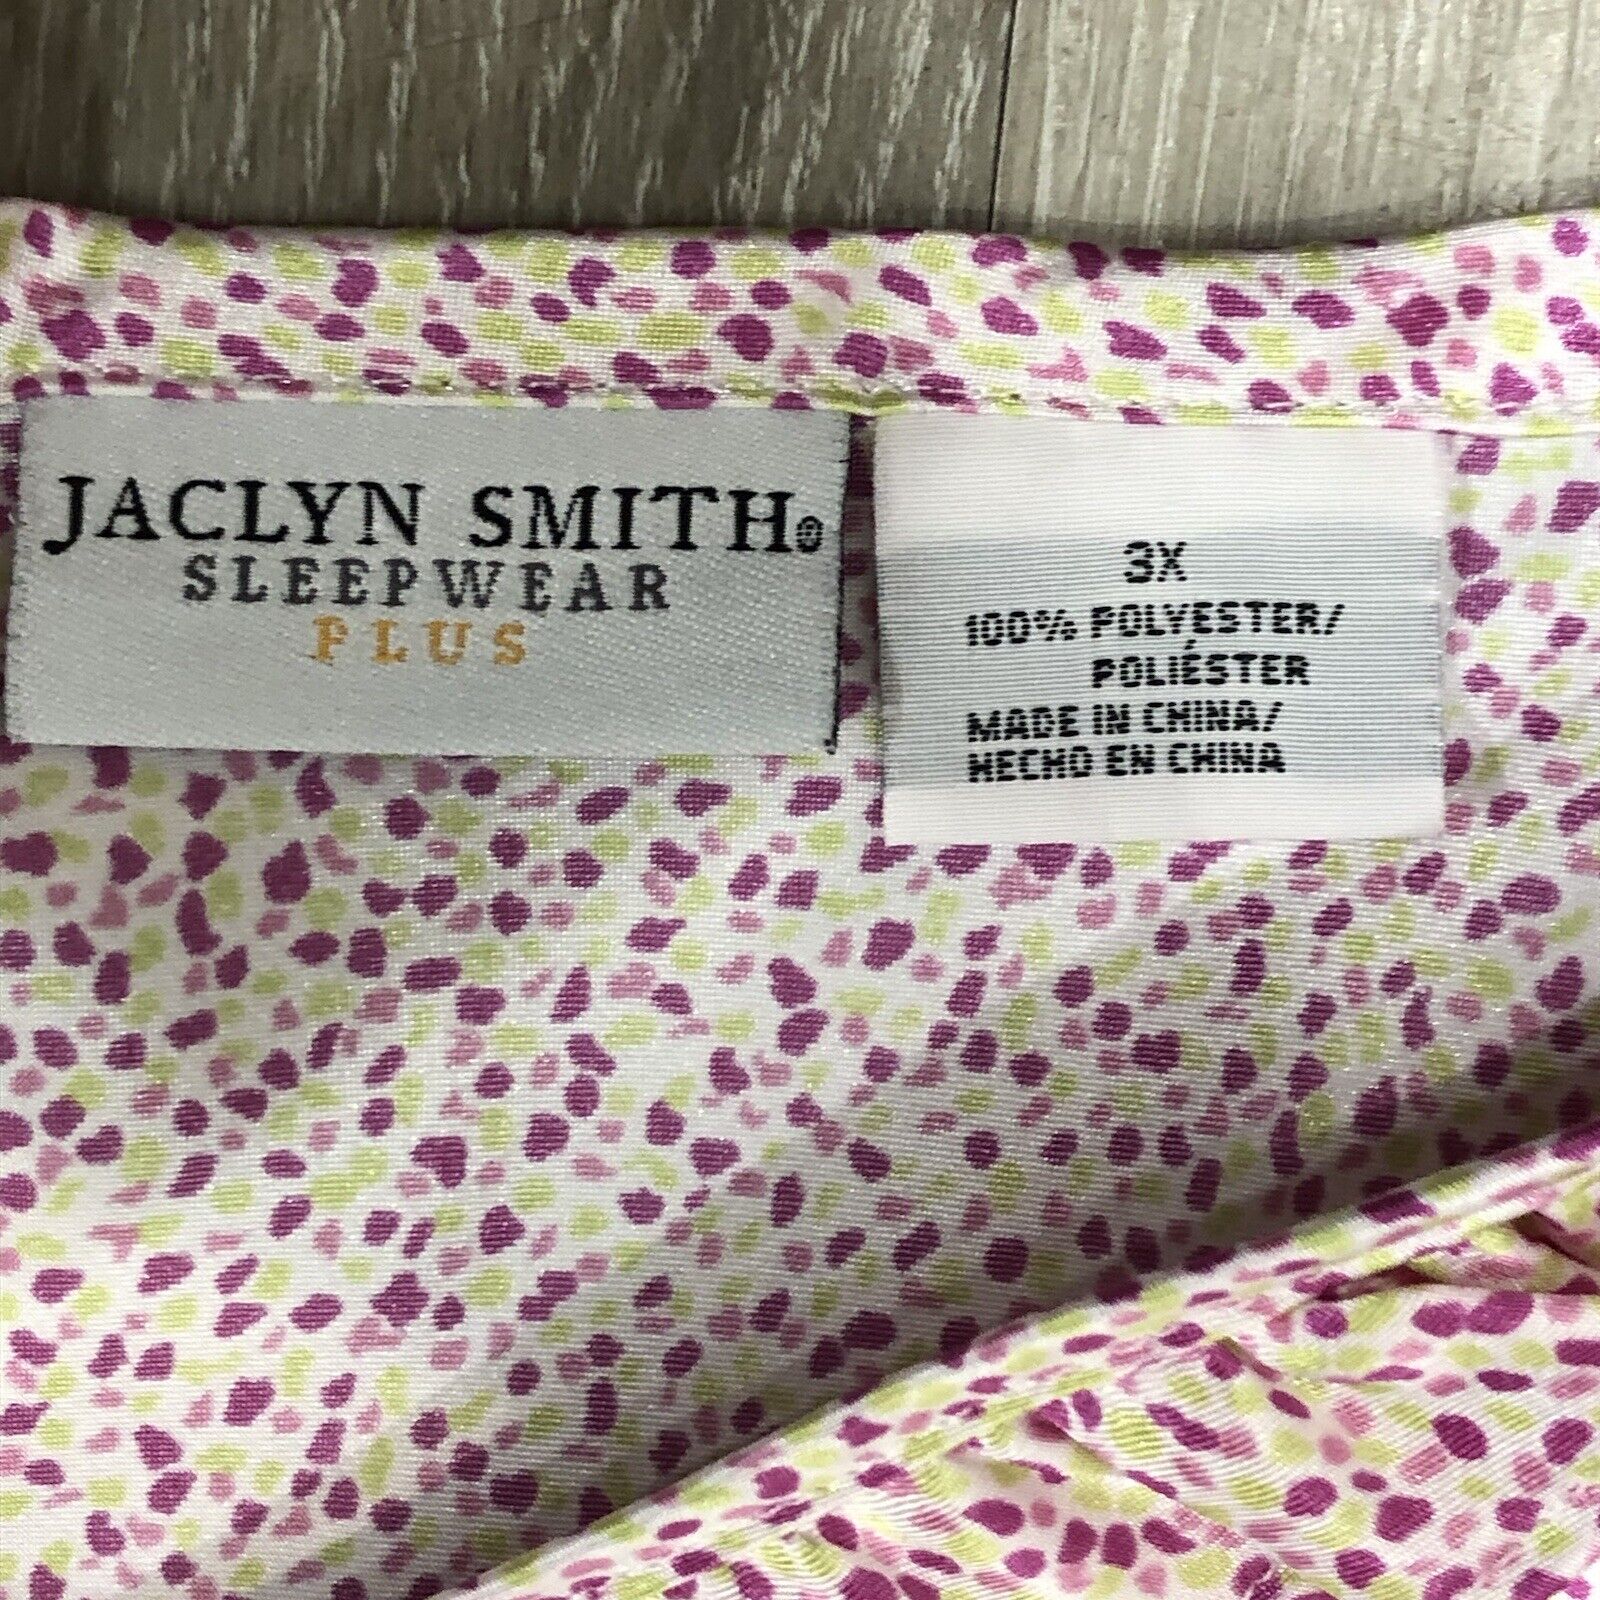 JACLYN SMITH®
SLEEPWEAR
PLUS
3X
100% POLYESTER/
POLIÉSTER
MADE IN CHINA/
HECHO EN CHINA